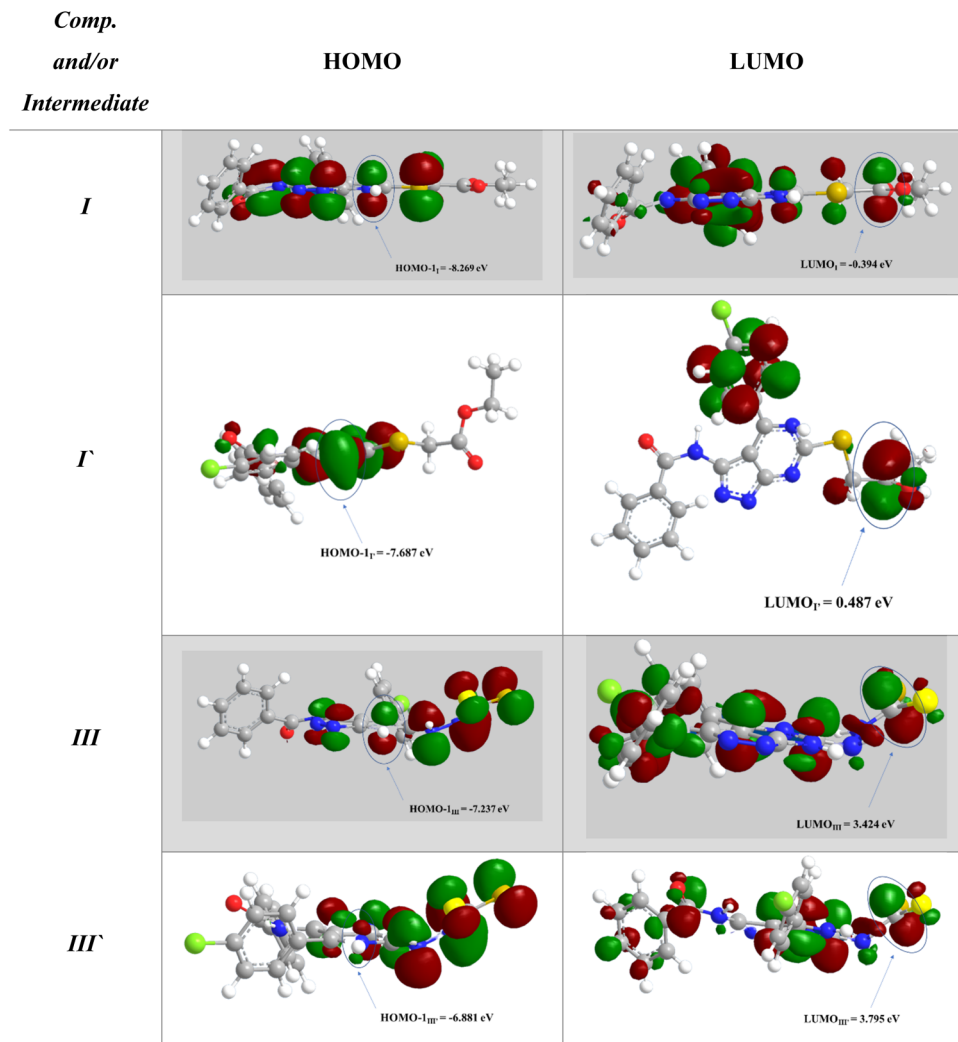 Comp.
and/or
Intermediate
HOMO
LUMO
I
HOMO-1I = -8.269 eV
LUMOI = -0.394 eV
I`
HOMO-1I` = -7.687 eV
LUMOI` = 0.487 eV
III
HOMO-1III = -7.237 eV
LUMOIII = 3.424 eV
III`
HOMO-1III` = -6.881 eV
LUMOIII` = 3.795 eV